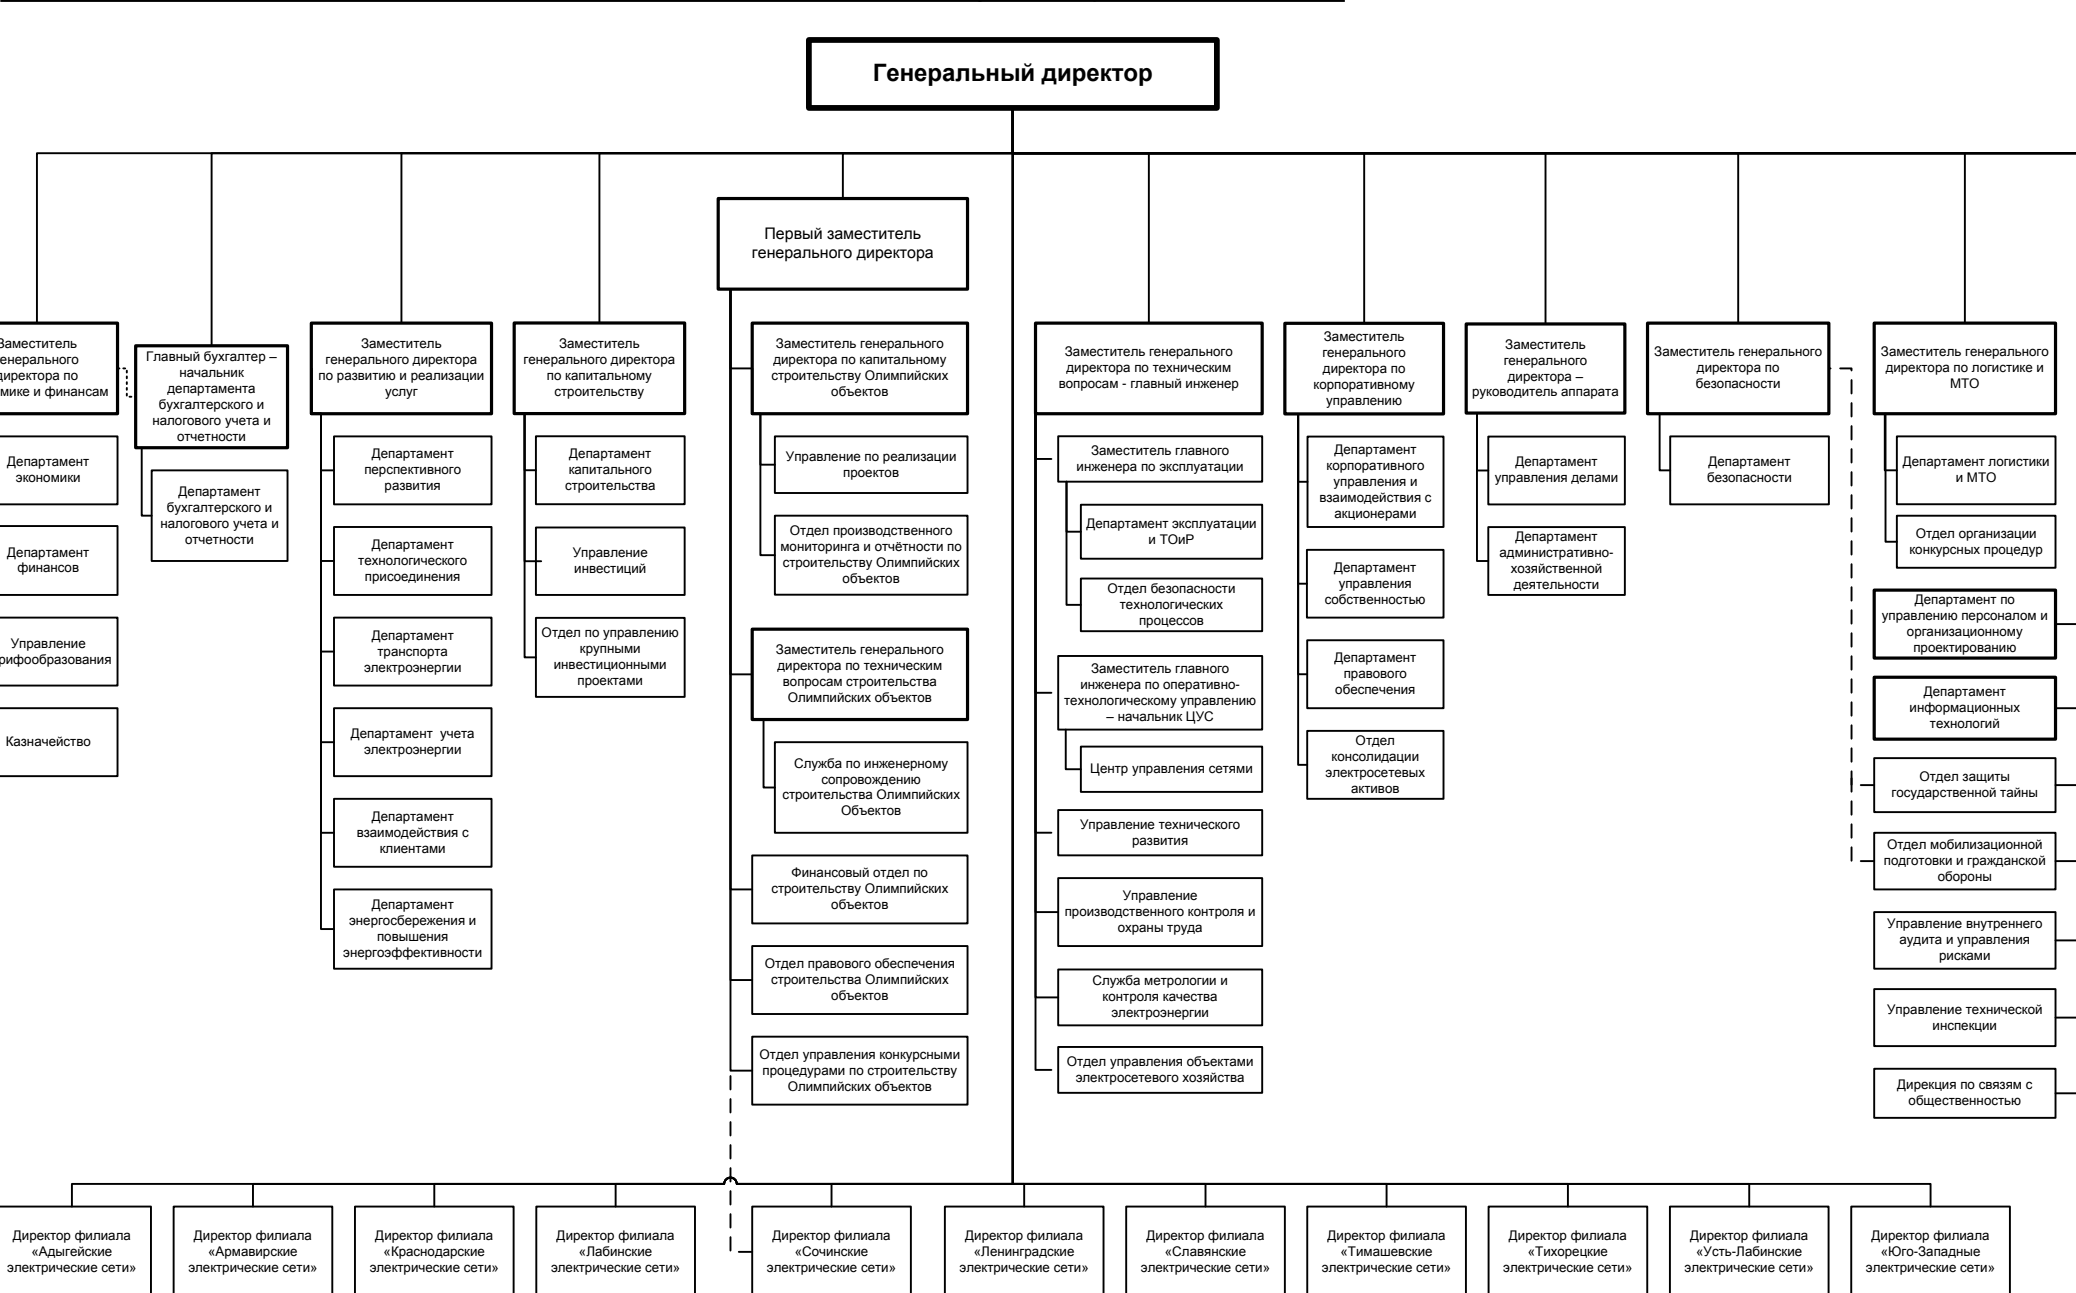 Генеральный директор
Первый заместитель
генерального директора
директора по
Главный бухгалтер –
начальник
департамента
бухгалтерского и
налогового учета и
отчетности
Заместитель
генерального директора
по развитию и реализации
услуг
Заместитель
генерального директора
по капитальному
строительству
Заместитель генерального
директора по капитальному
строительству Олимпийских
объектов
Заместитель генерального
директора по техническим
вопросам - главный инженер
Заместитель
генерального
директора по
корпоративному
управлению
Заместитель
генерального
директора –
руководитель аппарата
Заместитель генерального
директора по
безопасности
Заместитель генерального
директора по логистике и
МТО
Департамент
экономики
Департамент
финансов
Управление
Казначейство
Департамент
бухгалтерского и
налогового учета и
отчетности
Департамент
перспективного
развития
Департамент
технологического
присоединения
Департамент
транспорта
электроэнергии
Департамент учета
электроэнергии
Департамент
взаимодействия с
клиентами
Департамент
энергосбережения и
повышения
энергоэффективности
Департамент
капитального
строительства
Управление
инвестиций
Отдел по управлению
крупными
инвестиционными
проектами
Управление по реализации
проектов
Отдел производственного
мониторинга и отчётности по
строительству Олимпийских
объектов
Заместитель генерального
директора по техническим
вопросам строительства
Олимпийских объектов
Служба по инженерному
сопровождению
строительства Олимпийских
Объектов
Финансовый отдел по
строительству Олимпийских
объектов
Отдел правового обеспечения
строительства Олимпийских
объектов
Отдел управления конкурсными
процедурами по строительству
Олимпийских объектов
Заместитель главного
инженера по эксплуатации
Департамент эксплуатации
и ТОиР
Отдел безопасности
технологических
процессов
Заместитель главного
инженера по оперативно-
технологическому управлению
– начальник ЦУС
Центр управления сетями
Управление технического
развития
Управление
производственного контроля и
охраны труда
Служба метрологии и
контроля качества
электроэнергии
Отдел управления объектами
электросетевого хозяйства
Департамент
корпоративного
управления и
взаимодействия с
акционерами
Департамент
управления
собственностью
Департамент
правового
обеспечения
Отдел
консолидации
электросетевых
активов
Департамент
управления делами
Департамент
административно-
хозяйственной
деятельности
Департамент
безопасности
Департамент логистики
и МТО
Отдел организации
конкурсных процедур
Департамент по
управлению персоналом и
организационному
проектированию
Департамент
информационных
технологий
Отдел защиты
государственной тайны
Отдел мобилизационной
подготовки и гражданской
обороны
Управление внутреннего
аудита и управления
рисками
Управление технической
инспекции
Дирекция по связям с
общественностью
Директор филиала
«Адыгейские
электрические сети»
Директор филиала
«Армавирские
электрические сети»
Директор филиала
«Краснодарские
электрические сети»
Директор филиала
«Лабинские
электрические сети»
Директор филиала
«Сочинские
электрические сети»
Директор филиала
«Ленинградские
электрические сети»
Директор филиала
«Славянские
электрические сети»
Директор филиала
«Тимашевские
электрические сети»
Директор филиала
«Тихорецкие
электрические сети»
Директор филиала
«Усть-Лабинские
электрические сети»
Директор филиала
«Юго-Западные
электрические сети»